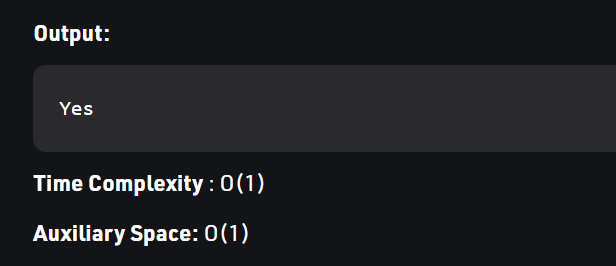 Output:
Yes
Time Complexity : O(1)
Auxiliary Space: O(1)